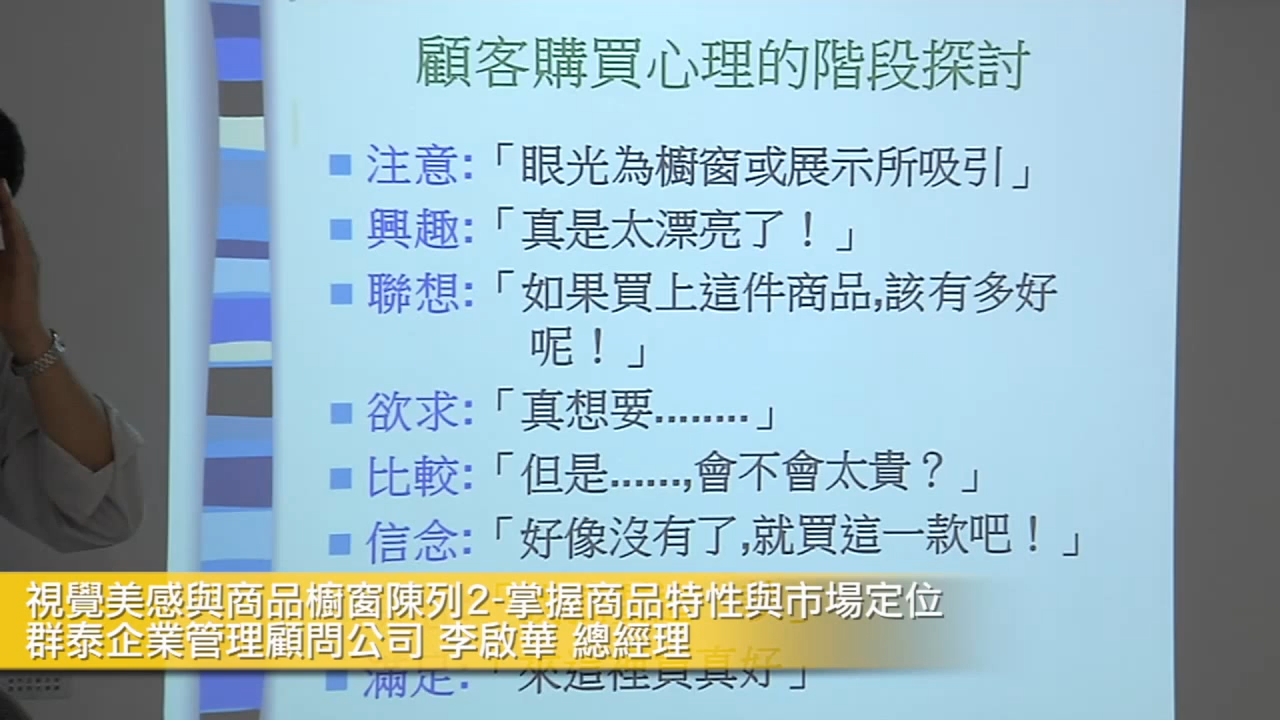 顧客購買心理的階段探討
■ 注意:「眼光為櫥窗或展示所吸引」
■ 興趣:「真是太漂亮了！」
■ 聯想:「如果買上這件商品,該有多好
呢！」
■ 欲求:「真想要........」
■ 比較:「但是......,會不會太貴？」
■ 信念:「好像沒有了,就買這一款吧！」
■ 滿足:「來這裡買真好」
視覺美感與商品櫥窗陳列2-掌握商品特性與市場定位
群泰企業管理顧問公司 李啟華 總經理